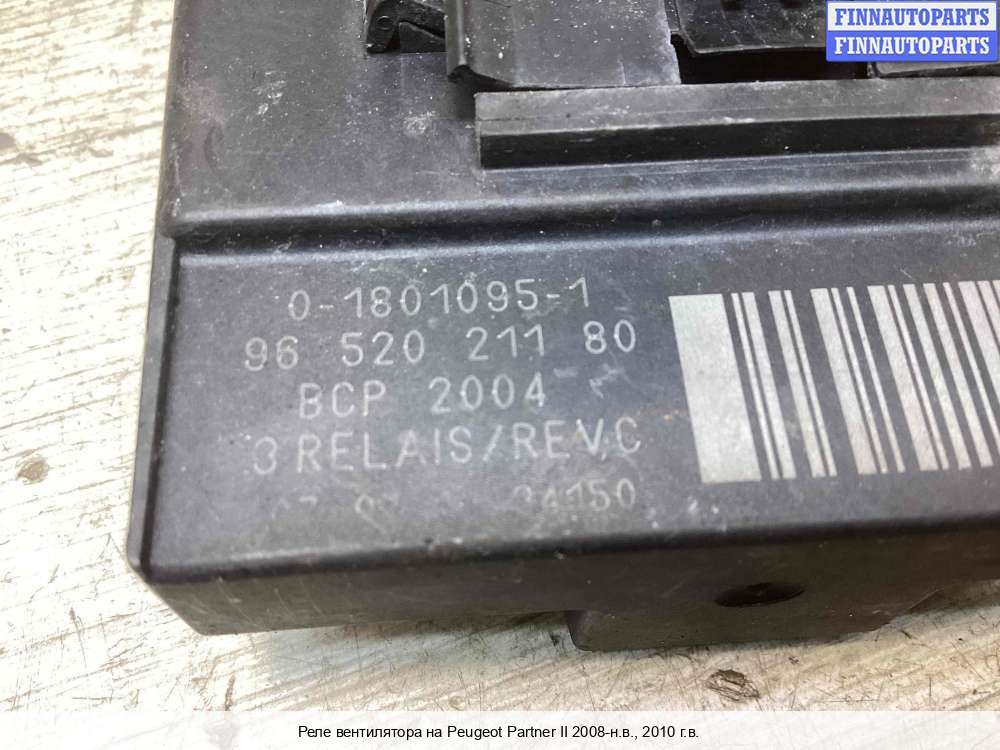 FINNAUTOPARTS
FINNAUTOPARTS
0-1801095-1
96 520 211 80
BCP 2004
3 RELAIS/REV.C
Реле вентилятора на Peugeot Partner II 2008-н.в., 2010 г.в.